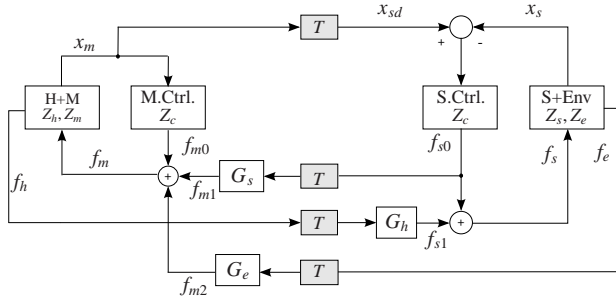 x_m
T
x_sd
x_s
+
-
H+M
Z_h, Z_m
M.Ctrl.
Z_c
S.Ctrl.
Z_c
S+Env
Z_s, Z_e
f_m
f_m0
f_s0
f_s
f_e
f_h
+
f_m1
G_s
T
T
G_h
f_s1
+
f_m2
G_e
T